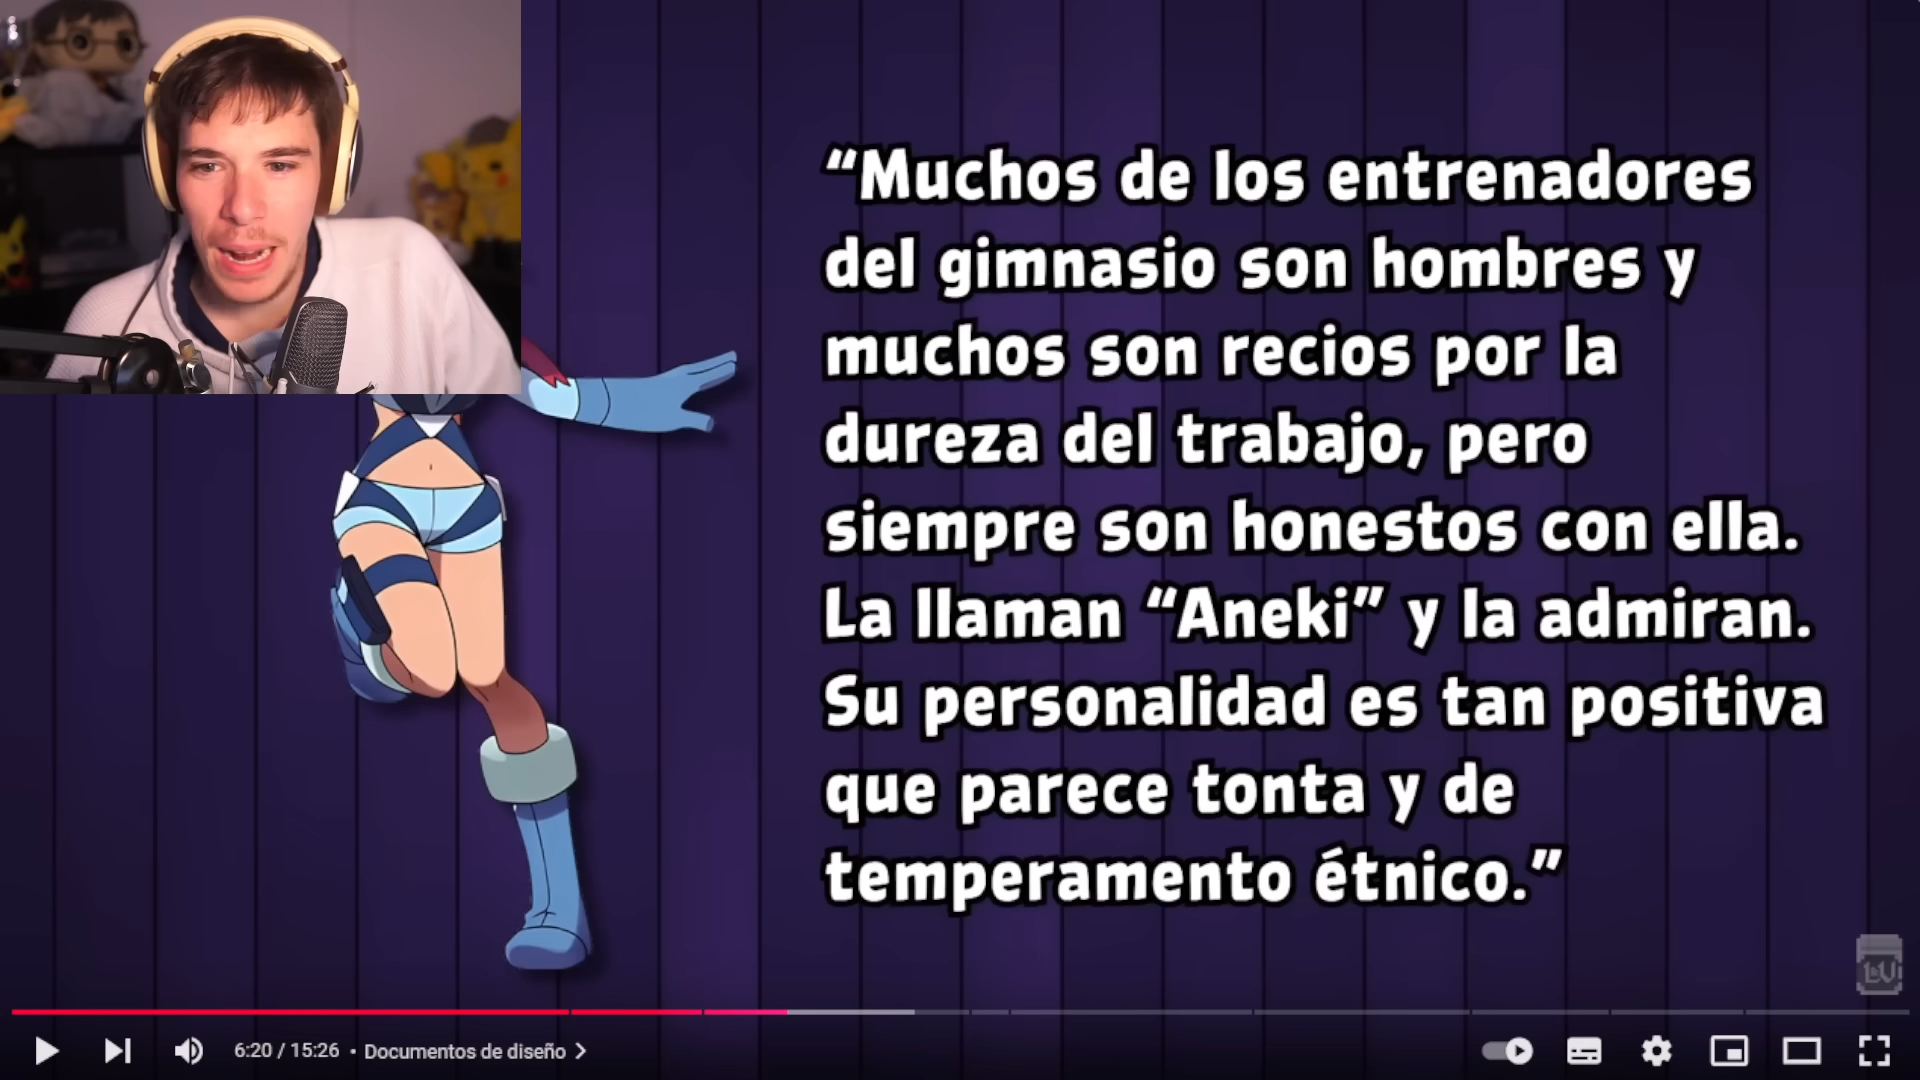 “Muchos de los entrenadores
del gimnasio son hombres y
muchos son recios por la
dureza del trabajo, pero
siempre son honestos con ella.
La llaman “Aneki” y la admiran.
Su personalidad es tan positiva
que parece tonta y de
temperamento étnico.”
L&U
6:20 / 15:26 • Documentos de diseño >